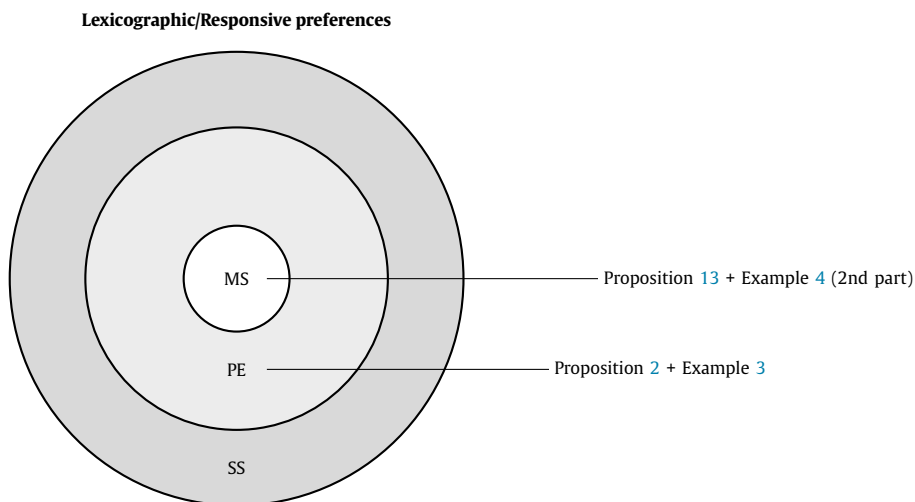 Lexicographic/Responsive preferences
MS
Proposition 13 + Example 4 (2nd part)
PE
Proposition 2 + Example 3
SS